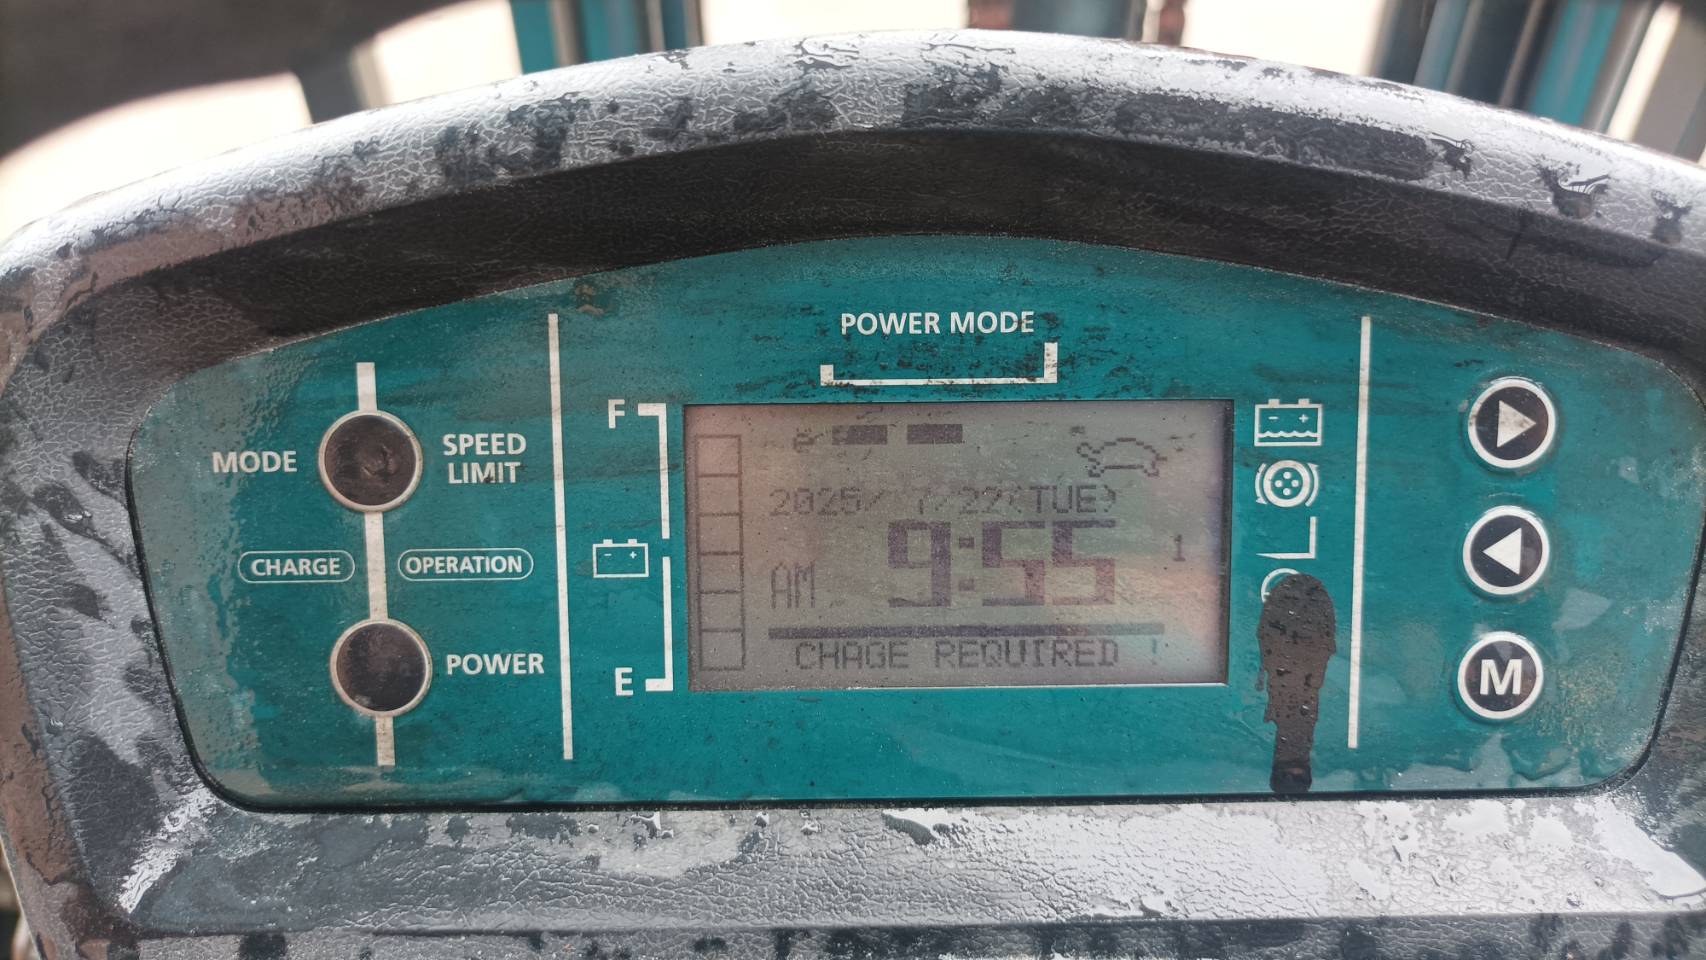 POWER MODE
MODE
SPEED
LIMIT
CHARGE
OPERATION
POWER
F
E
2025/ 7/22(TUE)
AM 9:55
1
CHAGE REQUIRED !
M